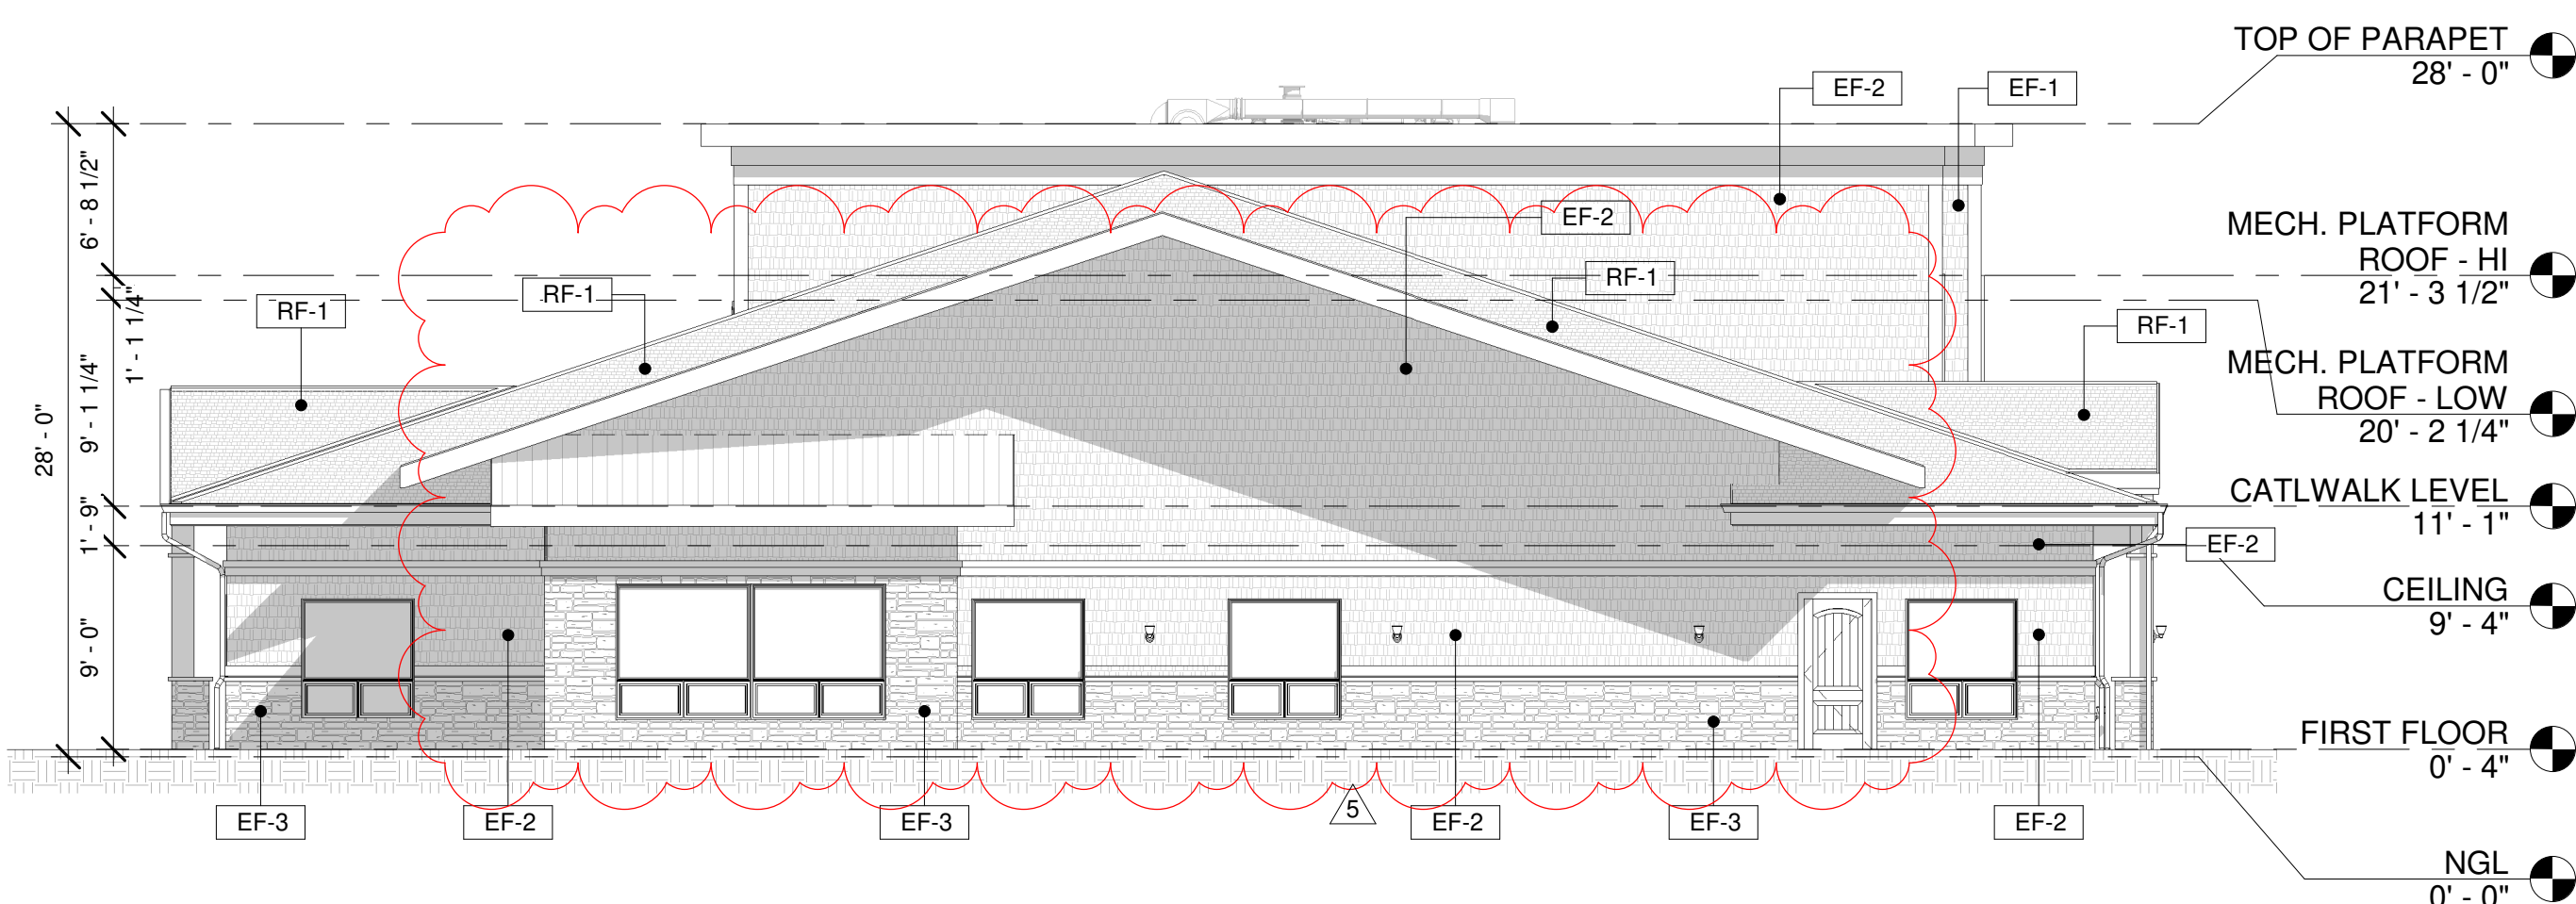 TOP OF PARAPET
28' - 0"
EF-2
EF-1
6' - 8 1/2"
EF-2
MECH. PLATFORM
ROOF - HI
21' - 3 1/2"
RF-1
RF-1
RF-1
1' - 1 1/4"
RF-1
MECH. PLATFORM
ROOF - LOW
20' - 2 1/4"
9' - 1 1/4"
28' - 0"
CATLWALK LEVEL
11' - 1"
1' - 9"
EF-2
CEILING
9' - 4"
9' - 0"
FIRST FLOOR
0' - 4"
EF-3
EF-2
EF-3
5
EF-2
EF-3
EF-2
NGL
0' - 0"